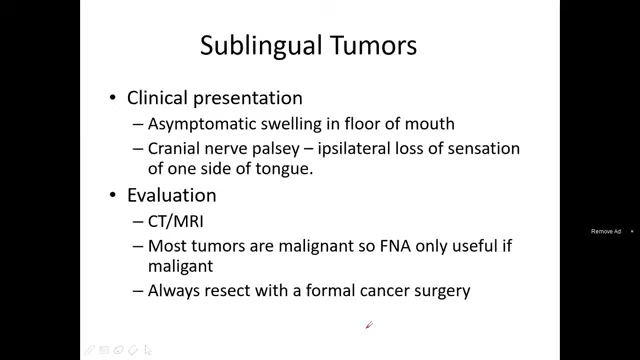 Sublingual Tumors
• Clinical presentation
– Asymptomatic swelling in floor of mouth
– Cranial nerve palsey – ipsilateral loss of sensation
of one side of tongue.
• Evaluation
– CT/MRI
– Most tumors are malignant so FNA only useful if
maligant
– Always resect with a formal cancer surgery
Remove Ad